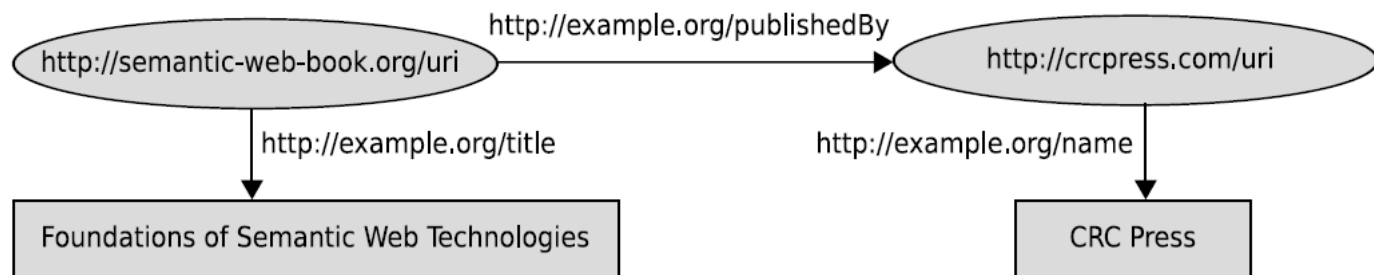 http://example.org/publishedBy
http://semantic-web-book.org/uri
http://crcpress.com/uri
http://example.org/title
http://example.org/name
Foundations of Semantic Web Technologies
CRC Press